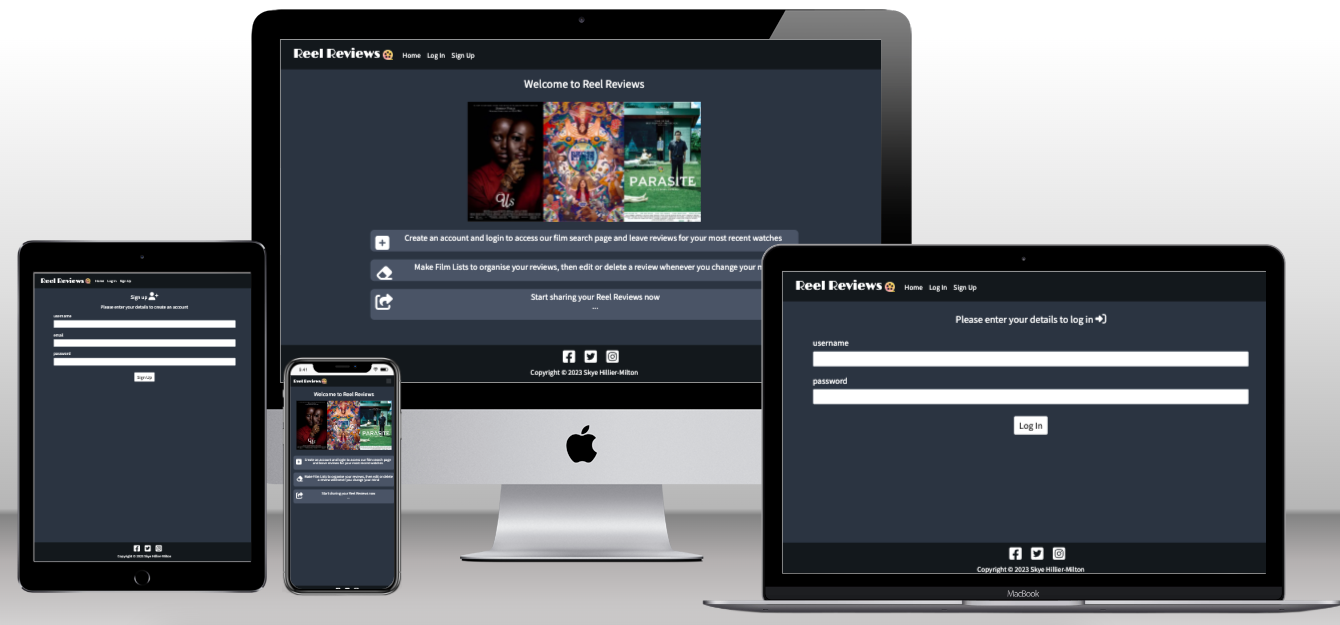 Reel Reviews Home Log In Sign Up
Welcome to Reel Reviews
Us
PARASITE
Create an account and login to access our film search page and leave reviews for your most recent watches
Make Film Lists to organise your reviews, then edit or delete a review whenever you change your m
Start sharing your Reel Reviews now
...
Copyright © 2023 Skye Hillier-Milton
Reel Reviews Home Log In Sign Up
Sign up
Please enter your details to create an account
username
email
password
Sign Up
Copyright © 2023 Skye Hillier-Milton
Reel Reviews
Welcome to Reel Reviews
Us
PARASITE
Create an account and login to access our film search page
and leave reviews for your most recent watches
Make Film Lists to organise your reviews, then edit or delete
a review whenever you change your mind
Start sharing your Reel Reviews now
...
Reel Reviews Home Log In Sign Up
Please enter your details to log in
username
password
Log In
Copyright © 2023 Skye Hillier-Milton
MacBook